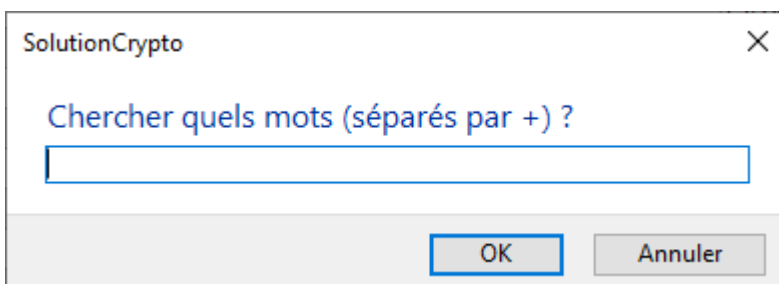 SolutionCrypto
Chercher quels mots (séparés par +) ?
OK Annuler